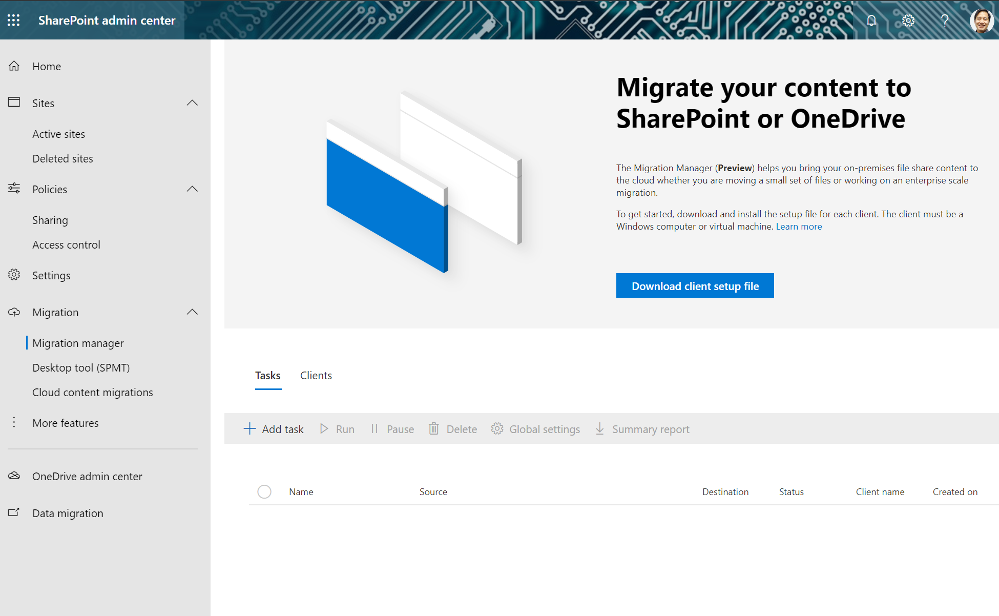 SharePoint admin center
Home
Sites
Active sites
Deleted sites
Policies
Sharing
Access control
Settings
Migration
Migration manager
Desktop tool (SPMT)
Cloud content migrations
More features
OneDrive admin center
Data migration
Migrate your content to
SharePoint or OneDrive
The Migration Manager (Preview) helps you bring your on-premises file share content to
the cloud whether you are moving a small set of files or working on an enterprise scale
migration.
To get started, download and install the setup file for each client. The client must be a
Windows computer or virtual machine. Learn more
Download client setup file
Tasks Clients
Add task Run Pause Delete Global settings Summary report
Name Source Destination Status Client name Created on